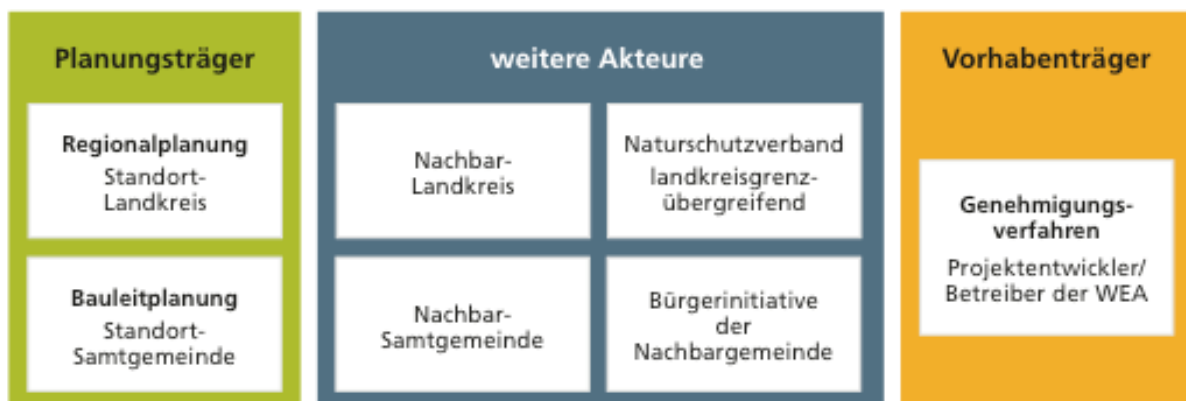 Planungsträger
Regionalplanung
Standort-
Landkreis
Bauleitplanung
Standort-
Samtgemeinde
weitere Akteure
Nachbar-
Landkreis
Naturschutzverband
landkreisgrenz-
übergreifend
Nachbar-
Samtgemeinde
Bürgerinitiative
der
Nachbargemeinde
Vorhabenträger
Genehmigungs-
verfahren
Projektentwickler/
Betreiber der WEA